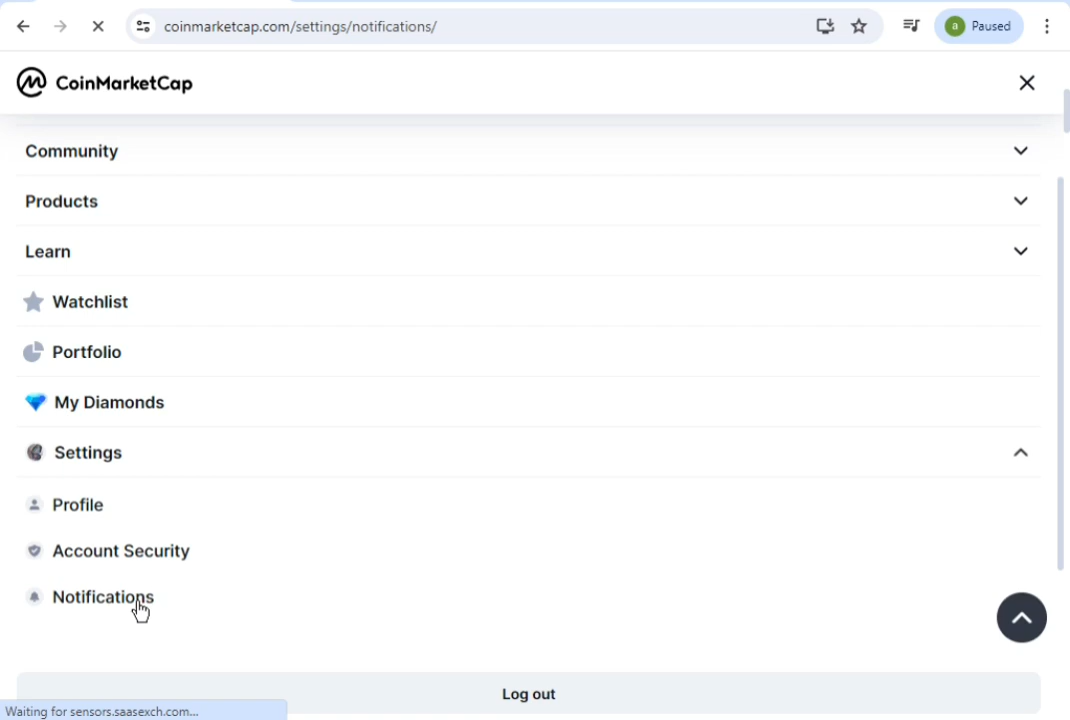 coinmarketcap.com/settings/notifications/
a Paused
CoinMarketCap
Community
Products
Learn
Watchlist
Portfolio
My Diamonds
Settings
Profile
Account Security
Notifications
Log out
Waiting for sensors.saasexch.com...